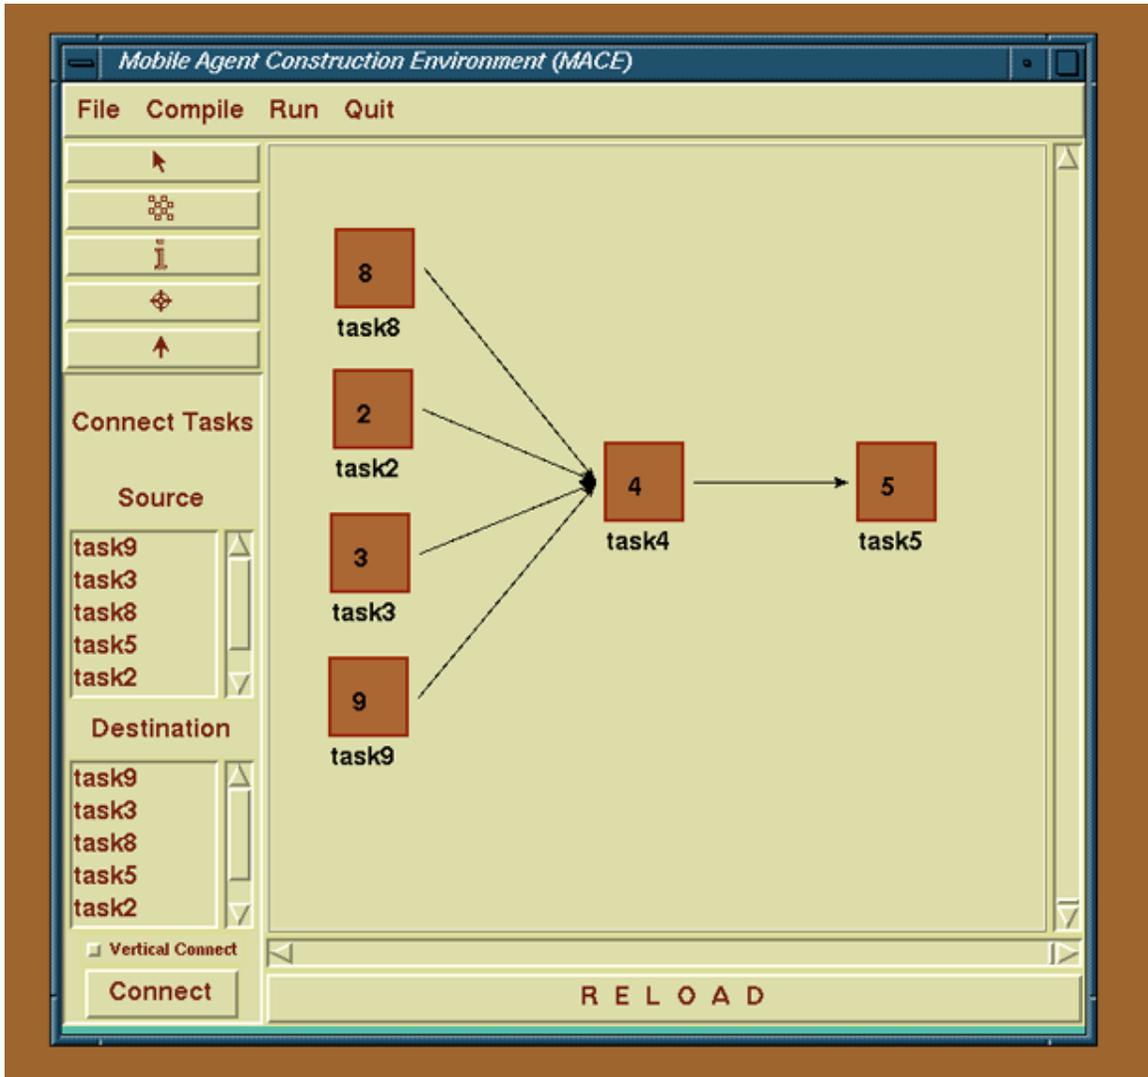 Mobile Agent Construction Environment (MACE)
File Compile Run Quit
i
Connect Tasks
Source
task9
task3
task8
task5
task2
Destination
task9
task3
task8
task5
task2
Vertical Connect
Connect
8
task8
2
task2
3
task3
9
task9
4
task4
5
task5
R E L O A D